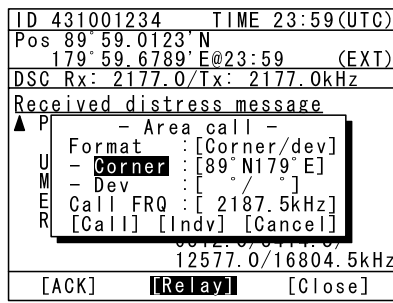 ID 431001234 TIME 23:59(UTC)
Pos 89°59.0123'N
179°59.6789'E@23:59 (EXT)
DSC Rx: 2177.0/Tx: 2177.0kHz
Received distress message
▲ P
– Area call –
Format :[Corner/dev]
U – Corner :[89°N179°E]
M – Dev :[ °/ °]
E Call FRQ :[ 2187.5kHz]
R [Call] [Indv] [Cancel]
12577.0/16804.5kHz
[ACK] [Relay] [Close]